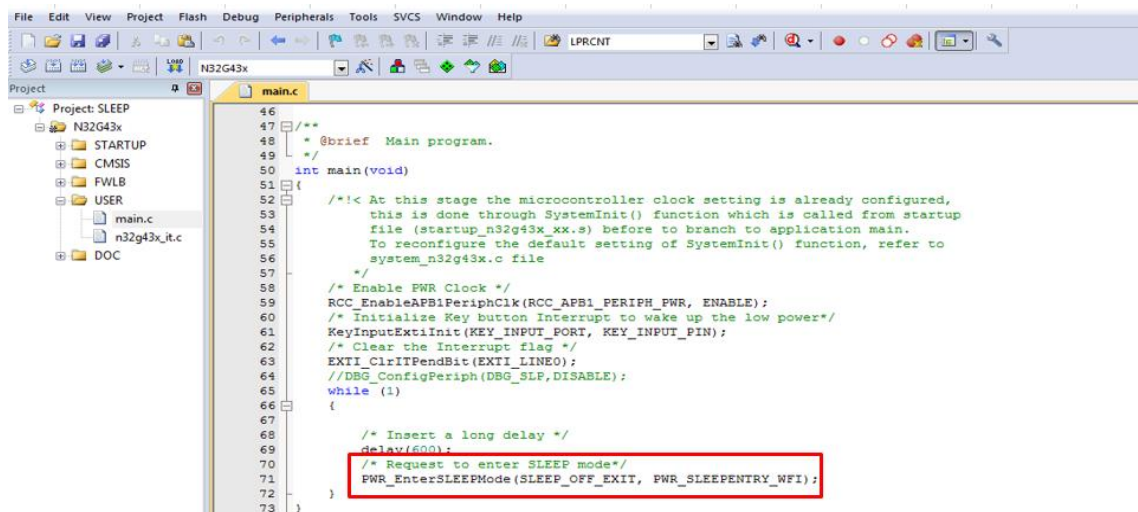 File Edit View Project Flash Debug Peripherals Tools SVCS Window Help
LPRCNT
LOAD N32G43x
Project main.c
Project: SLEEP
N32G43x
STARTUP
CMSIS
FWLB
USER
main.c
n32g43x_it.c
DOC
46
47 /**
48 * @brief Main program.
49 */
50 int main(void)
51 {
52 /*!< At this stage the microcontroller clock setting is already configured,
53 this is done through SystemInit() function which is called from startup
54 file (startup_n32g43x_xx.s) before to branch to application main.
55 To reconfigure the default setting of SystemInit() function, refer to
56 system_n32g43x.c file
57 */
58 /* Enable PWR Clock */
59 RCC_EnableAPB1PeriphClk(RCC_APB1_PERIPH_PWR, ENABLE);
60 /* Initialize Key button Interrupt to wake up the low power*/
61 KeyInputExtiInit(KEY_INPUT_PORT, KEY_INPUT_PIN);
62 /* Clear the Interrupt flag */
63 EXTI_ClrITPendBit(EXTI_LINE0);
64 //DBG_ConfigPeriph(DBG_SLP,DISABLE);
65 while (1)
66 {
67
68 /* Insert a long delay */
69 delay(600);
70 /* Request to enter SLEEP mode*/
71 PWR_EnterSLEEPMode(SLEEP_OFF_EXIT, PWR_SLEEPENTRY_WFI);
72 }
73 }